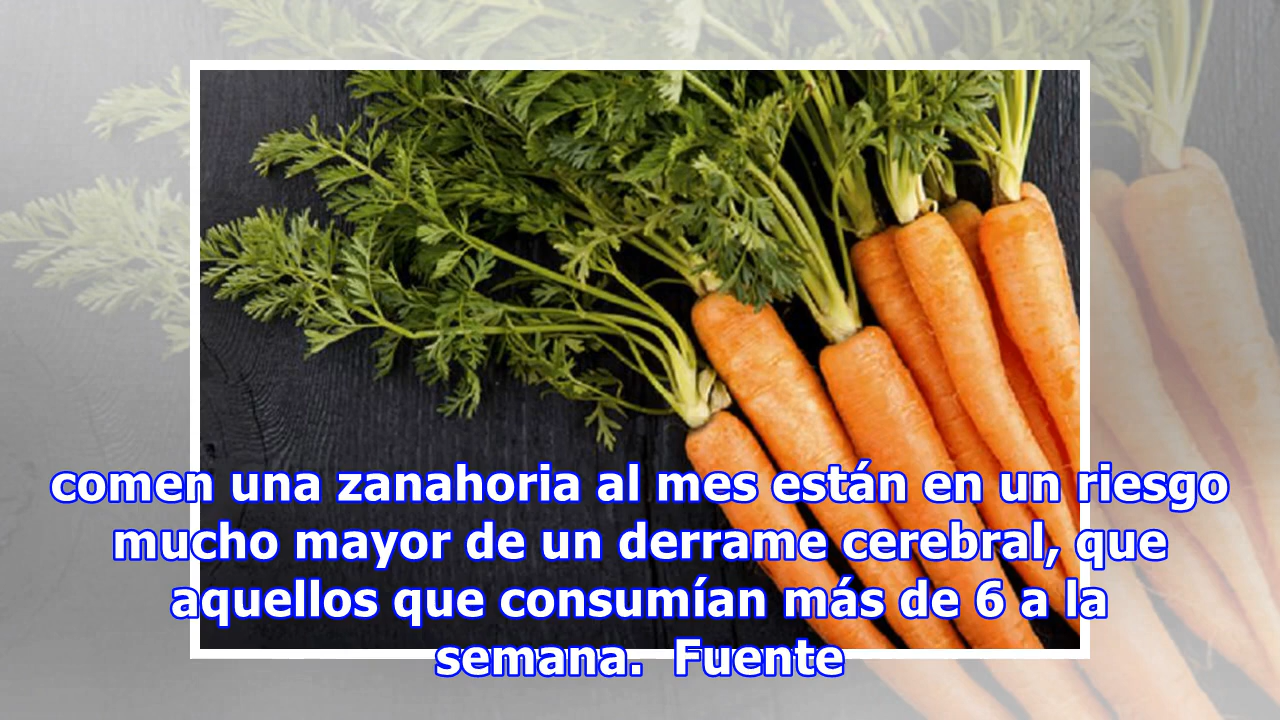 comen una zanahoria al mes están en un riesgo
mucho mayor de un derrame cerebral, que
aquellos que consumían más de 6 a la
semana.  Fuente